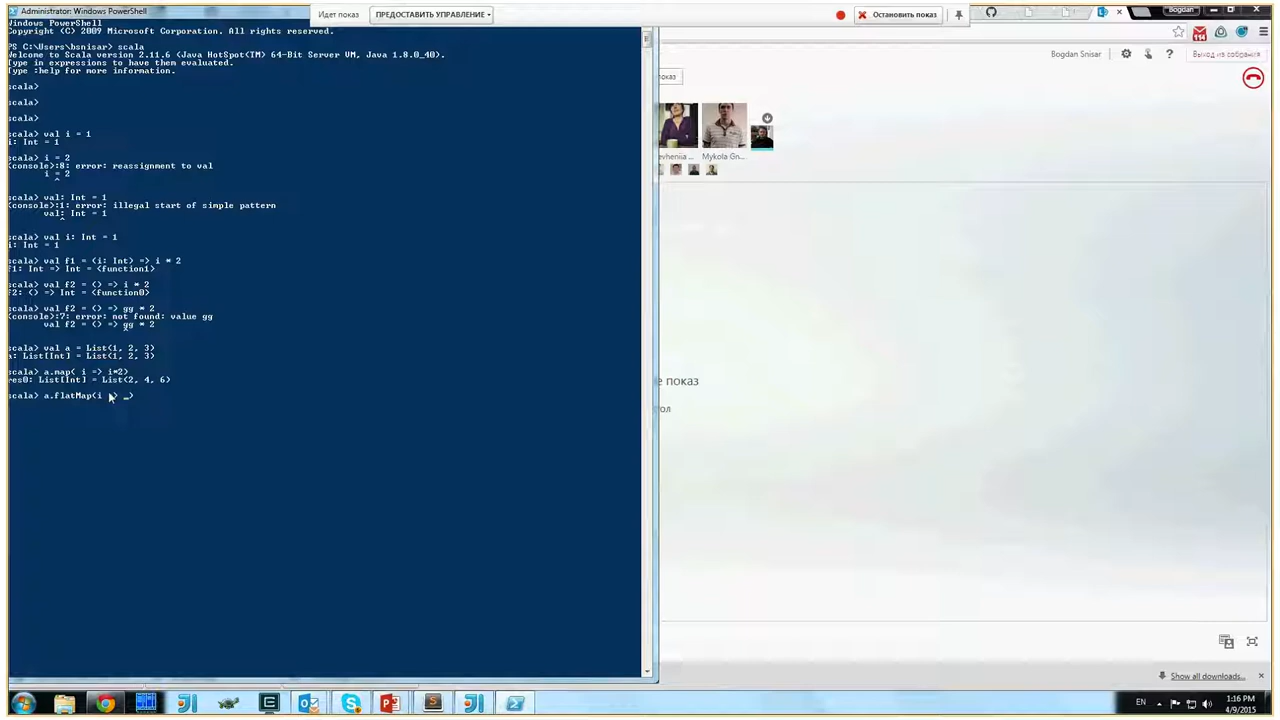 Administrator: Windows PowerShell
Идет показ
ПРЕДОСТАВИТЬ УПРАВЛЕНИЕ
Остановить показ
Bogdan
Windows PowerShell
Copyright (C) 2009 Microsoft Corporation. All rights reserved.
PS C:\Users\bsnisar> scala
Welcome to Scala version 2.11.6 (Java HotSpot(TM) 64-Bit Server VM, Java 1.8.0_40).
Type in expressions to have them evaluated.
Type :help for more information.
scala>
scala>
scala>
scala> val i = 1
i: Int = 1
scala> i = 2
<console>:8: error: reassignment to val
i = 2
^
scala> val: Int = 1
<console>:1: error: illegal start of simple pattern
val: Int = 1
^
scala> val i: Int = 1
i: Int = 1
scala> val f1 = (i: Int) => i * 2
f1: Int => Int = <function1>
scala> val f2 = () => i * 2
f2: () => Int = <function0>
scala> val f2 = () => gg * 2
<console>:7: error: not found: value gg
val f2 = () => gg * 2
^
scala> val a = List(1, 2, 3)
a: List[Int] = List(1, 2, 3)
scala> a.map( i => i*2)
res0: List[Int] = List(2, 4, 6)
scala> a.flatMap(i => _)
114
Bogdan Snisar
?
Выход из собрания
показ
evheniia ...
Mykola Gn...
е показ
ол
Show all downloads...
EN
1:16 PM
4/9/2015